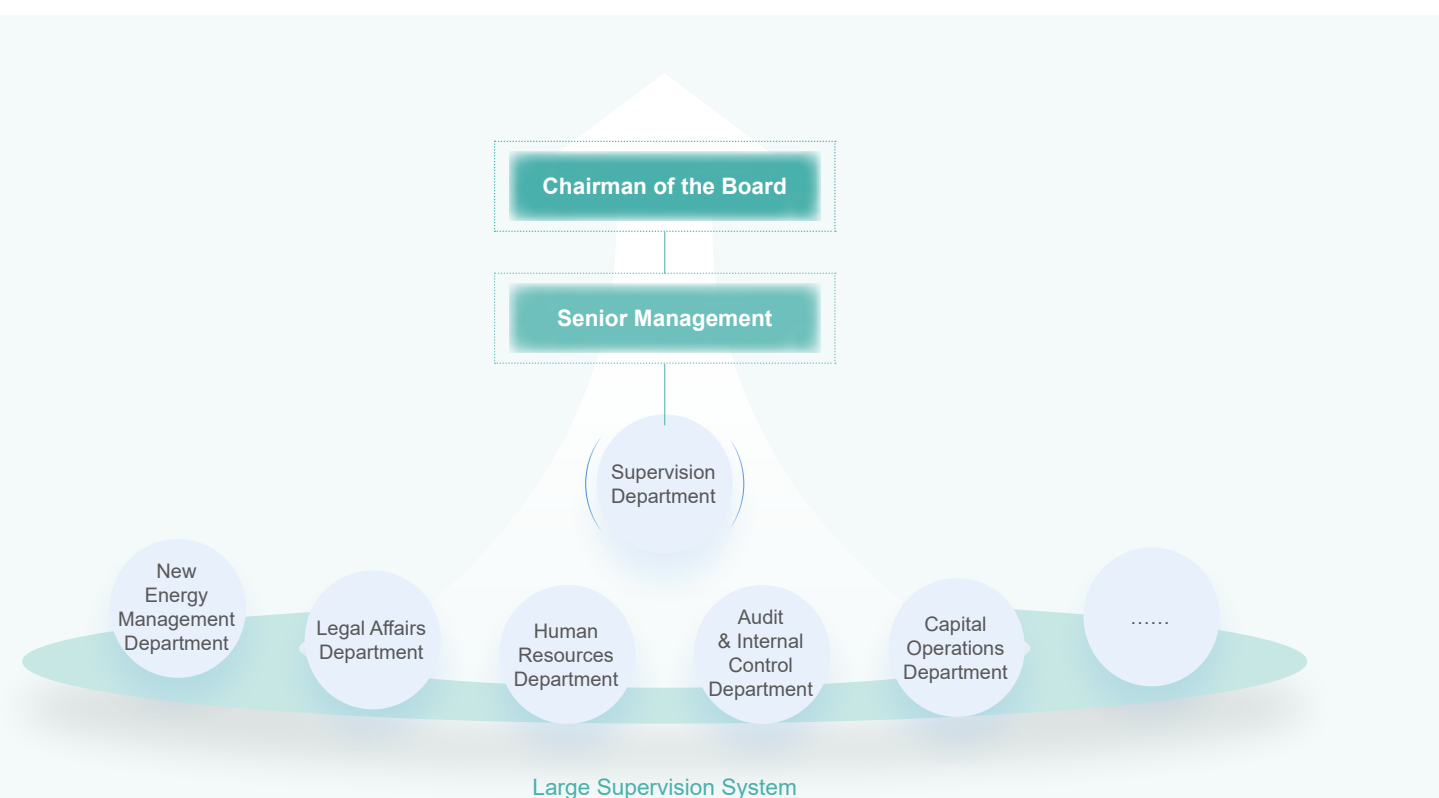 Chairman of the Board
Senior Management
Supervision
Department
New
Energy
Management
Department
Legal Affairs
Department
Human
Resources
Department
Audit
& Internal
Control
Department
Capital
Operations
Department
......
Large Supervision System